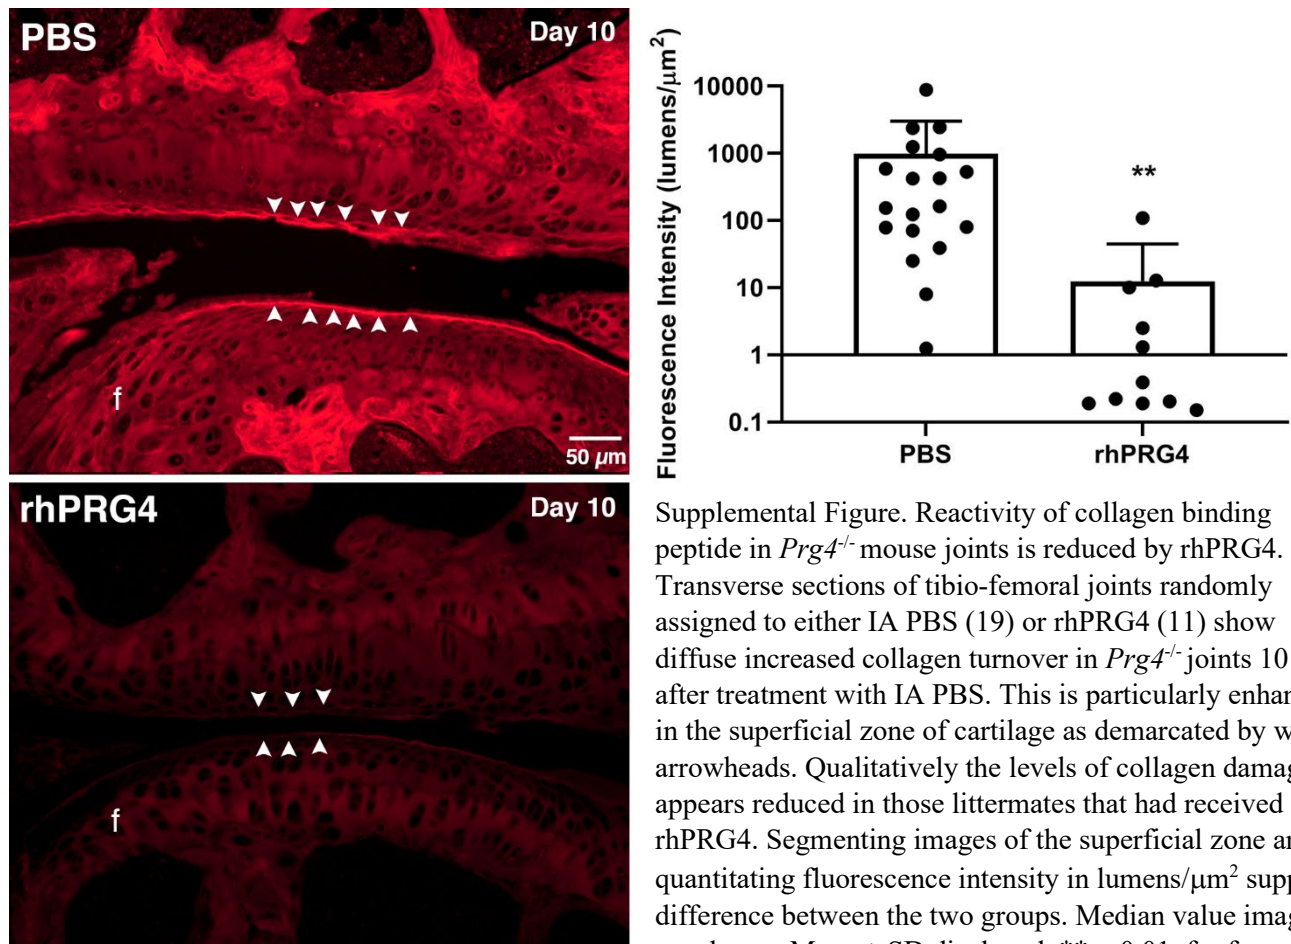 PBS
Day 10
f
50 μm
rhPRG4
Day 10
f
Fluorescence Intensity (lumens/μm²)
10000
1000
100
10
1
0.1
**
PBS
rhPRG4
Supplemental Figure. Reactivity of collagen binding
peptide in Prg4-/- mouse joints is reduced by rhPRG4.
Transverse sections of tibio-femoral joints randomly
assigned to either IA PBS (19) or rhPRG4 (11) show
diffuse increased collagen turnover in Prg4-/- joints 10
after treatment with IA PBS. This is particularly enhan
in the superficial zone of cartilage as demarcated by w
arrowheads. Qualitatively the levels of collagen damag
appears reduced in those littermates that had received
rhPRG4. Segmenting images of the superficial zone an
quantitating fluorescence intensity in lumens/μm² supp
difference between the two groups. Median value imag